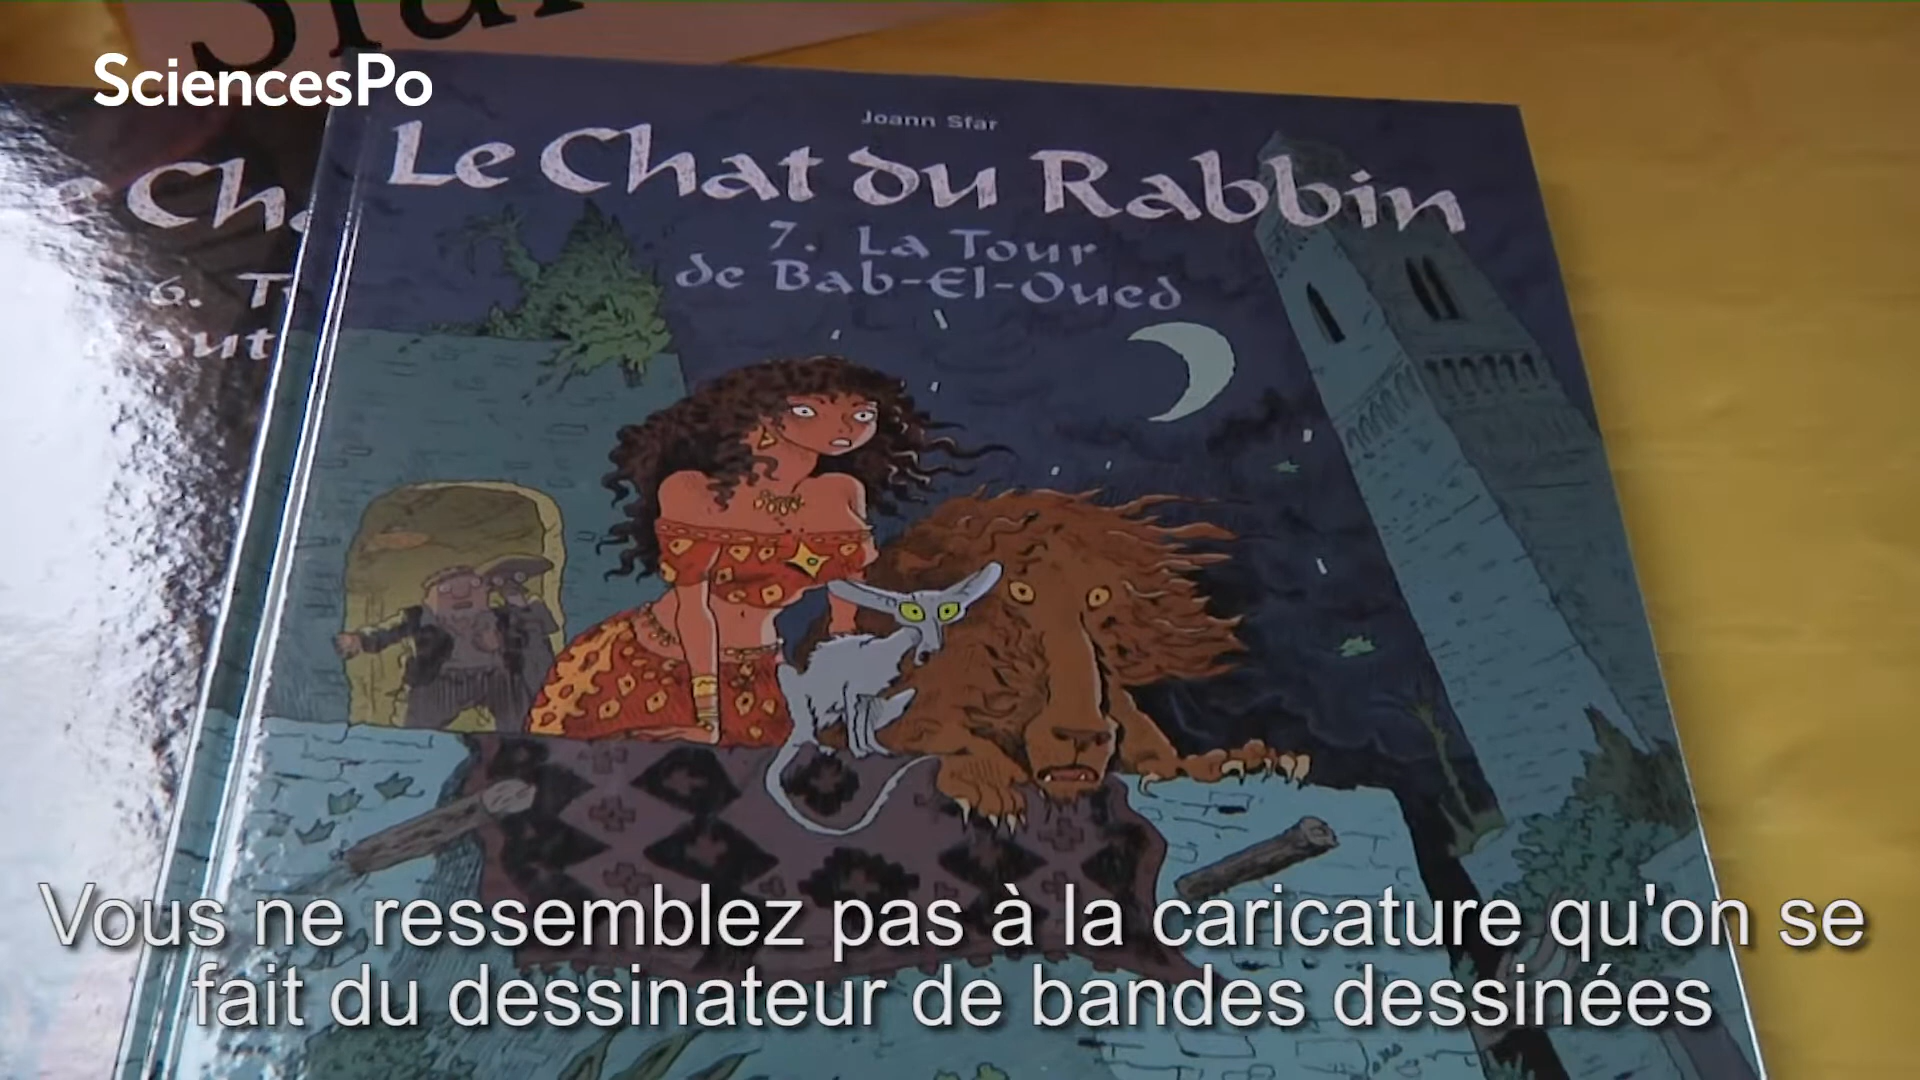 SciencesPo
Joann Sfar
Le Chat du Rabbin
7. La Tour
de Bab-El-Oued
6.
Vous ne ressemblez pas à la caricature qu'on se
fait du dessinateur de bandes dessinées